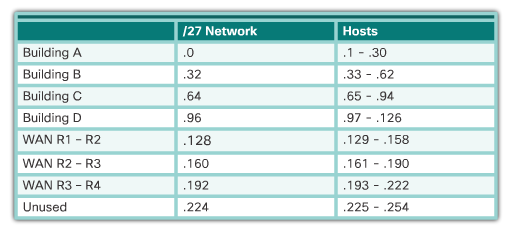 /27 Network Hosts
Building A .0 .1 – .30
Building B .32 .33 – .62
Building C .64 .65 – .94
Building D .96 .97 – .126
WAN R1 – R2 .128 .129 – .158
WAN R2 – R3 .160 .161 – .190
WAN R3 – R4 .192 .193 – .222
Unused .224 .225 – .254